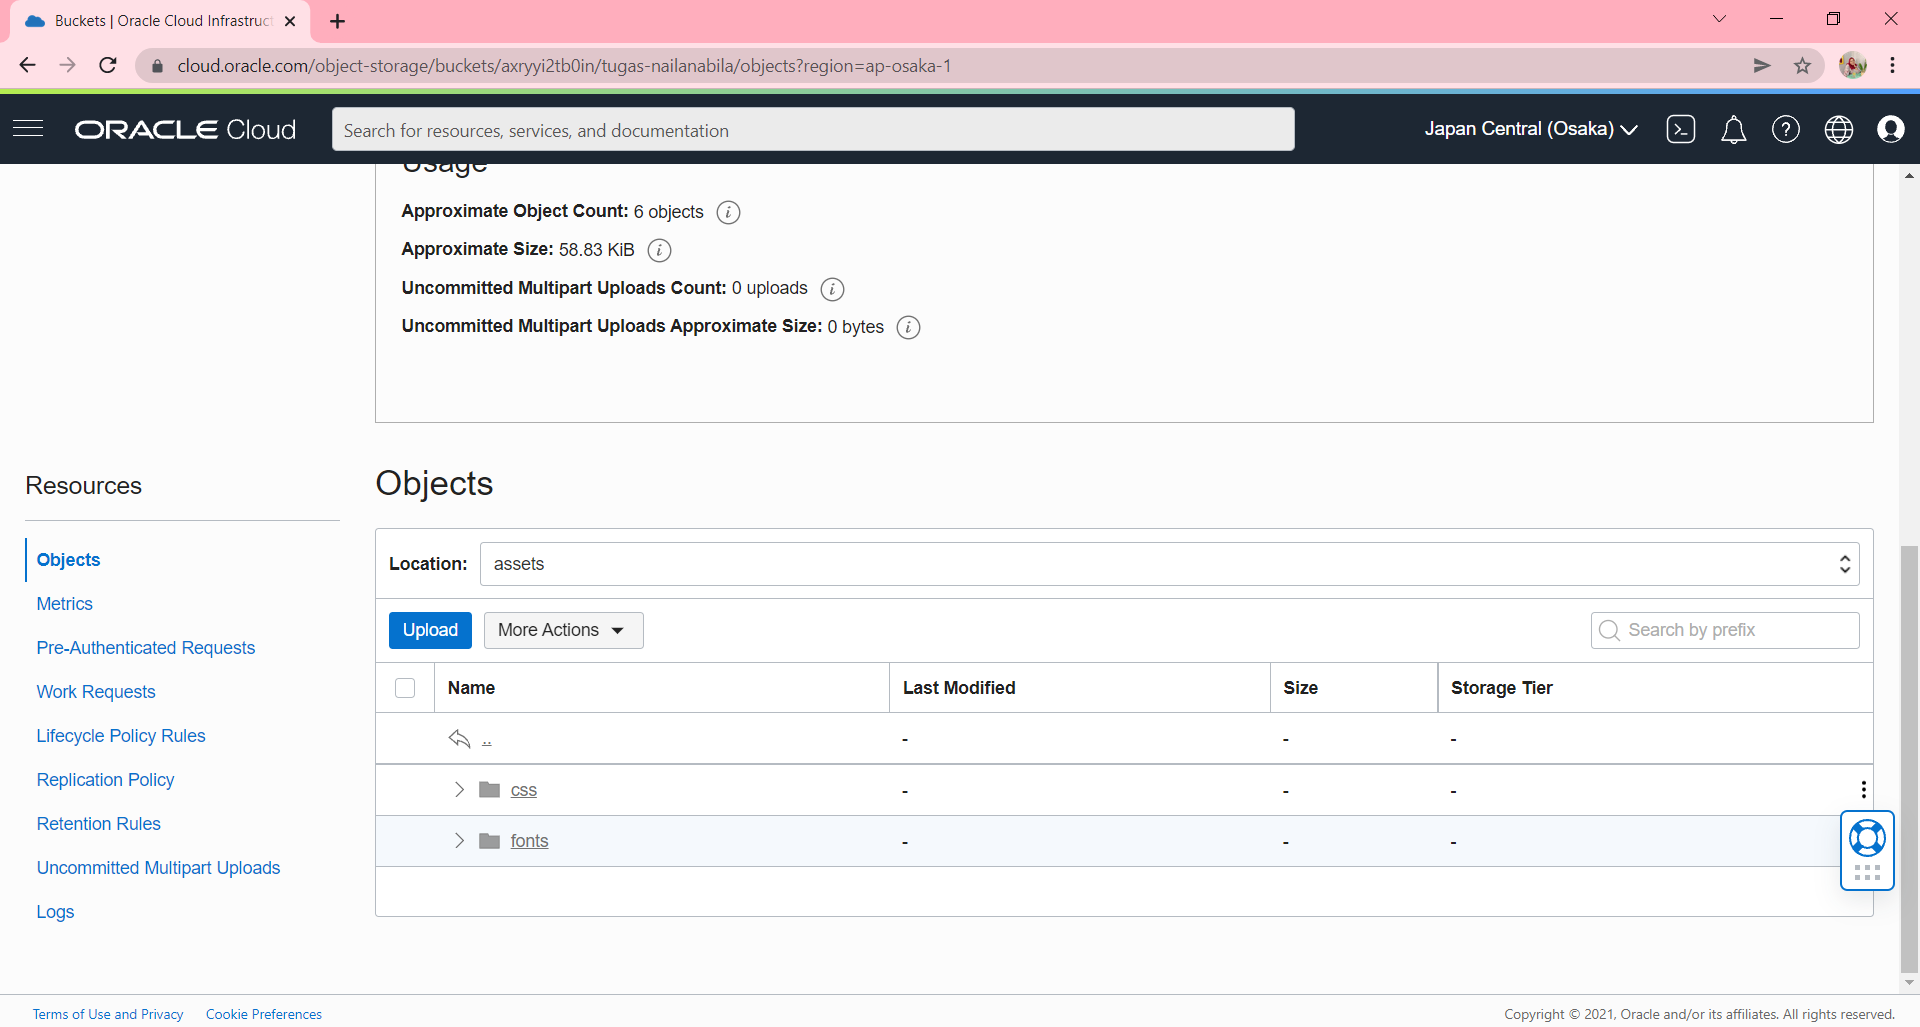 Buckets | Oracle Cloud Infrastruct
cloud.oracle.com/object-storage/buckets/axryyi2tb0in/tugas-nailanabila/objects?region=ap-osaka-1
ORACLE Cloud
Search for resources, services, and documentation
Japan Central (Osaka)
Usage
Approximate Object Count: 6 objects
Approximate Size: 58.83 KiB
Uncommitted Multipart Uploads Count: 0 uploads
Uncommitted Multipart Uploads Approximate Size: 0 bytes
Resources
Objects
Metrics
Pre-Authenticated Requests
Work Requests
Lifecycle Policy Rules
Replication Policy
Retention Rules
Uncommitted Multipart Uploads
Logs
Objects
Location: assets
Upload More Actions Search by prefix
Name Last Modified Size Storage Tier
.. - - -
css - - -
fonts - - -
Terms of Use and Privacy Cookie Preferences
Copyright © 2021, Oracle and/or its affiliates. All rights reserved.